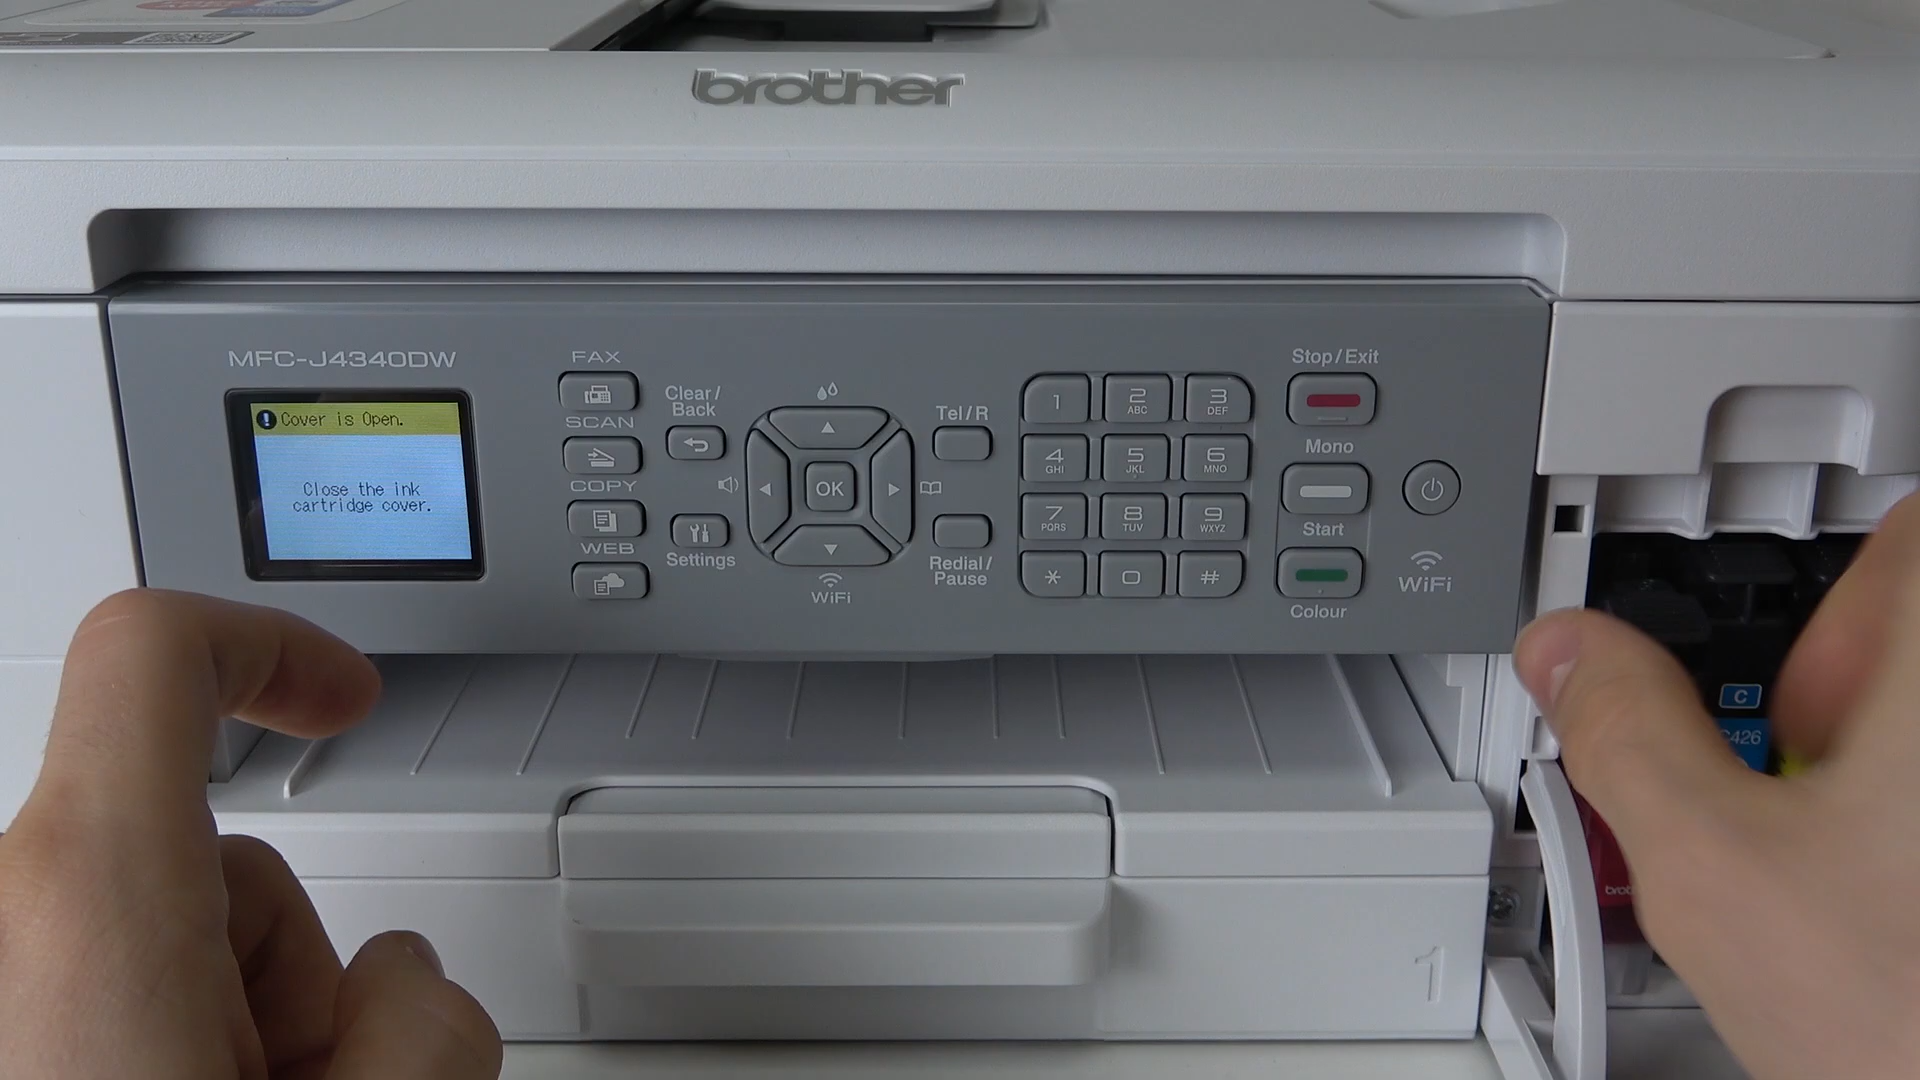 brother
MFC-J4340DW
Cover is Open.
Close the ink
cartridge cover.
FAX
SCAN
COPY
WEB
Clear/
Back
Settings
OK
WiFi
Tel/R
Redial/
Pause
1
2
ABC
3
DEF
4
GHI
5
JKL
6
MNO
7
PQRS
8
TUV
9
WXYZ
*
0
#
Stop/Exit
Mono
Start
Colour
WiFi
C
426
1